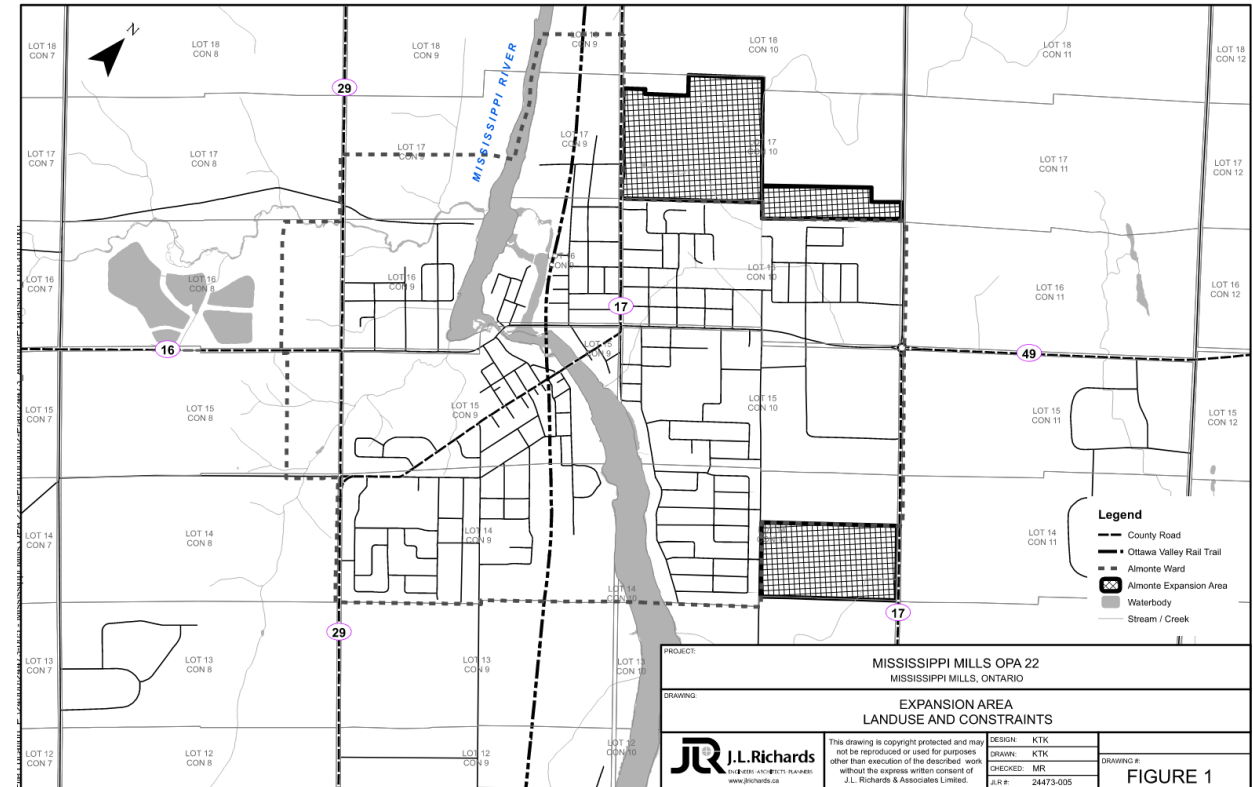 N
LOT 18
CON 7
LOT 18
CON 8
LOT 18
CON 9
CON 9
LOT 18
CON 10
LOT 18
CON 11
LOT 18
CON 12
29
MISSISSIPPI RIVER
LOT 17
CON 7
LOT 17
CON 8
LOT 17
LOT 17
CON 9
17
10
LOT 17
CON 11
LOT 17
CON 12
LOT 16
CON 7
LOT 16
CON 8
LOT 16
CON 9
CON 10
LOT 16
CON 11
LOT 16
CON 12
17
16
49
LOT 15
CON 7
LOT 15
CON 8
LOT 15
CON 9
CON 9
LOT 15
CON 10
LOT 15
CON 11
LOT 15
CON 12
LOT 14
CON 7
LOT 14
CON 8
LOT 14
CON 9
LOT 14
CON 10
LOT 14
CON 11
Legend
County Road
Ottawa Valley Rail Trail
Almonte Ward
Almonte Expansion Area
Waterbody
Stream / Creek
29
17
LOT 13
CON 7
LOT 13
CON 8
LOT 13
CON 9
LOT 13
CON 10
LOT 12
CON 7
LOT 12
CON 8
LOT 12
CON 9
LOT 12
CON 10
PROJECT:
MISSISSIPPI MILLS OPA 22
MISSISSIPPI MILLS, ONTARIO
DRAWING:
EXPANSION AREA
LANDUSE AND CONSTRAINTS
JLR
J.L.Richards
ENGINEERS · ARCHITECTS · PLANNERS
www.jlrichards.ca
This drawing is copyright protected and may
not be reproduced or used for purposes
other than execution of the described work
without the express written consent of
J.L. Richards & Associates Limited.
DESIGN: KTK
DRAWN: KTK
CHECKED: MR
JLR #: 24473-005
DRAWING #:
FIGURE 1